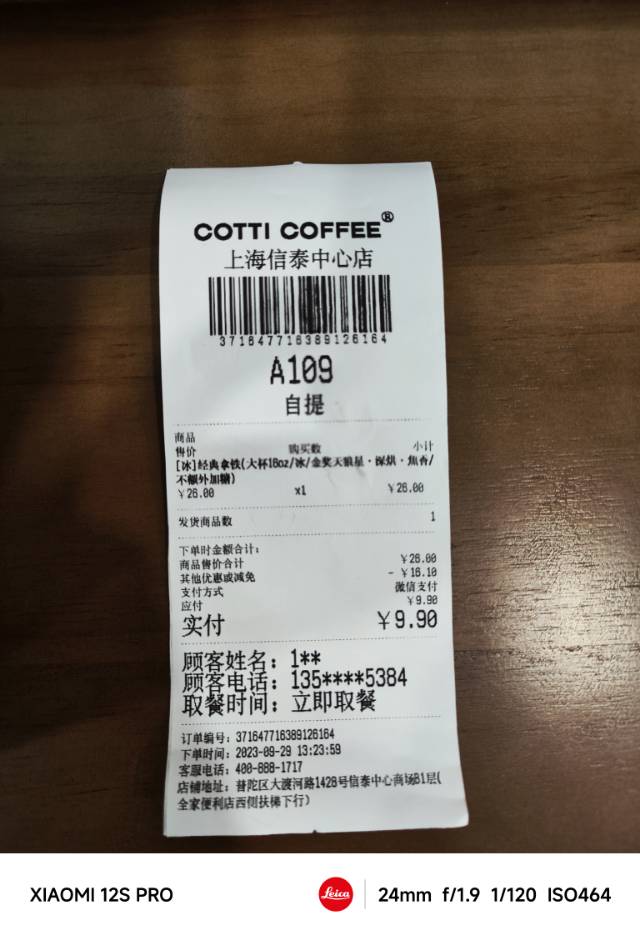 COTTI COFFEE®
上海信泰中心店
371647716389126164
A109
自提
商品
售价 购买数 小计
[冰]经典拿铁(大杯16oz/冰/金奖天狼星·深烘·焦香/
不额外加糖)
￥26.00 x1 ￥26.00
发货商品数 1
下单时金额合计:
商品售价合计 ￥26.00
其他优惠或减免 - ￥16.10
支付方式 微信支付
应付 ￥9.90
实付 ￥9.90
顾客姓名: 1**
顾客电话: 135****5384
取餐时间: 立即取餐
订单编号: 371647716389126164
下单时间: 2023-09-29 13:23:59
客服电话: 400-888-1717
店铺地址: 普陀区大渡河路1428号信泰中心商场B1层(
全家便利店西侧扶梯下行)
XIAOMI 12S PRO
Leica
24mm f/1.9 1/120 ISO464